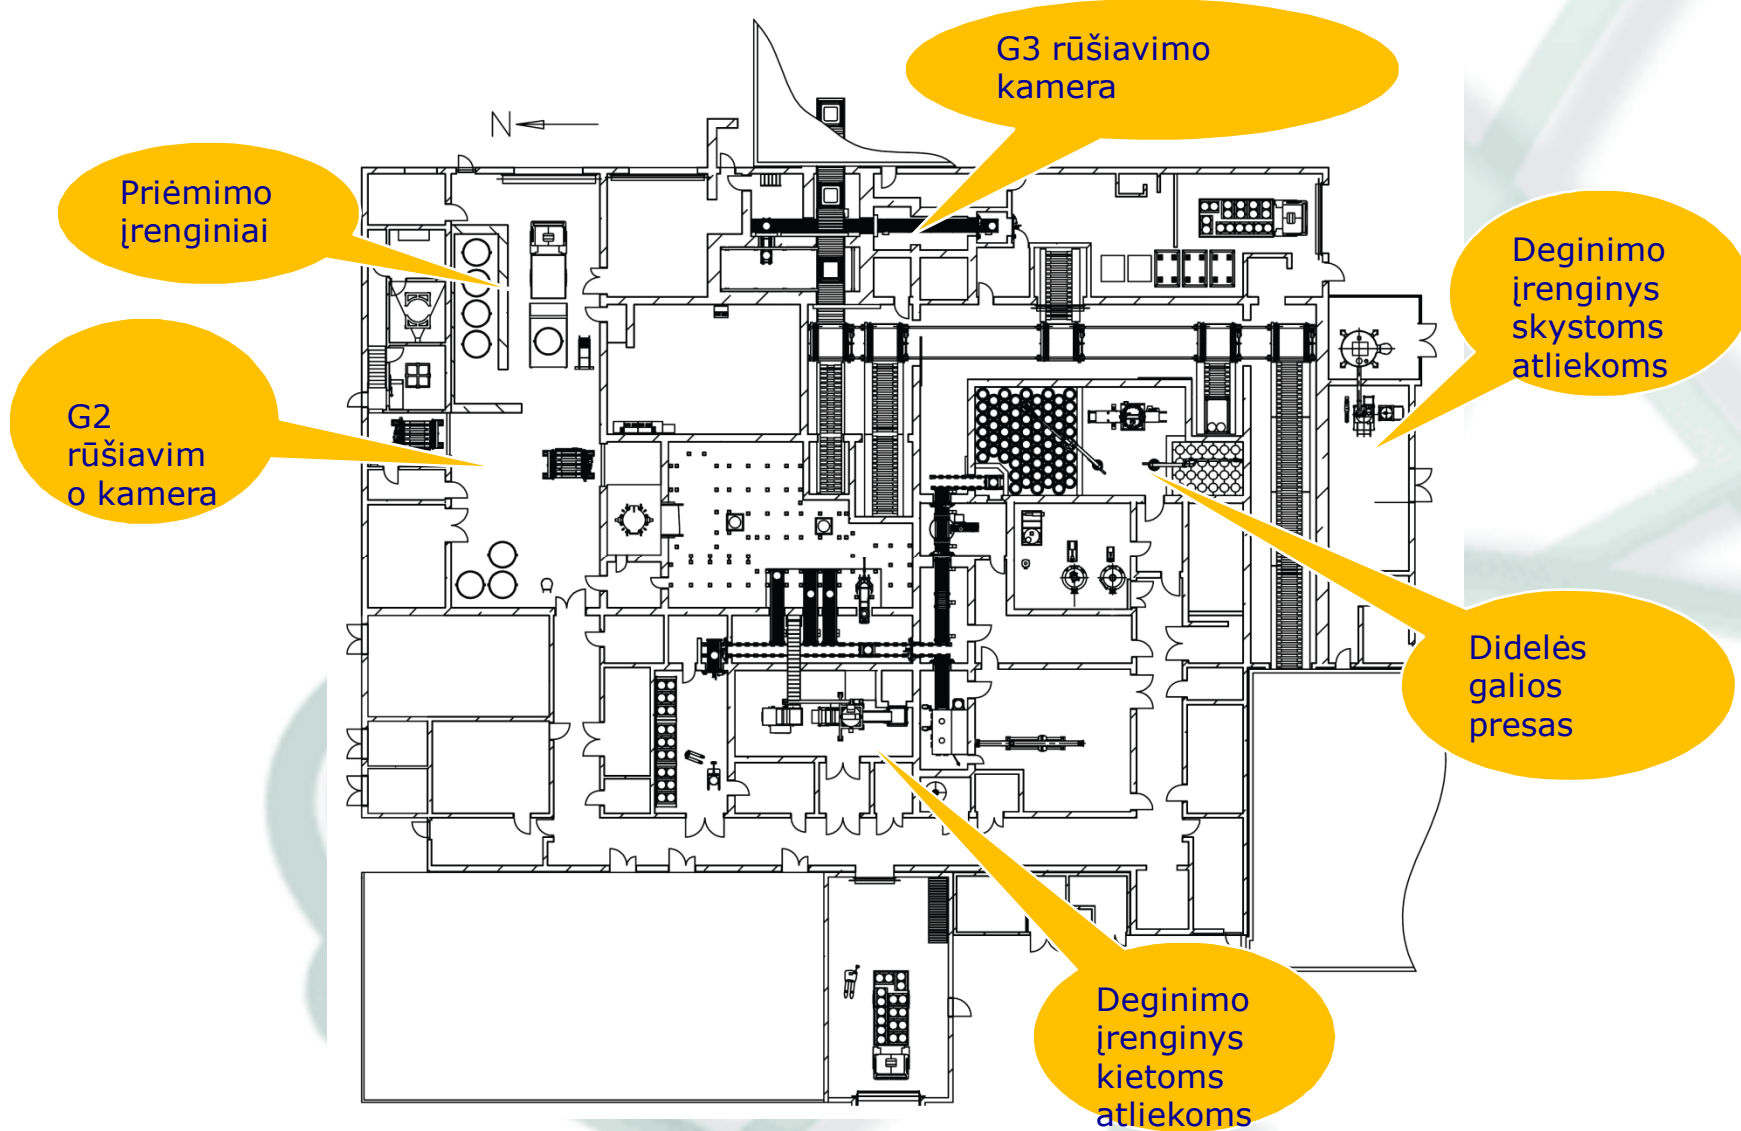 G3 rūšiavimo
kamera
N
Priėmimo
įrenginiai
Deginimo
įrenginys
skystoms
atliekoms
G2
rūšiavim
o kamera
Didelės
galios
presas
Deginimo
įrenginys
kietoms
atliekoms